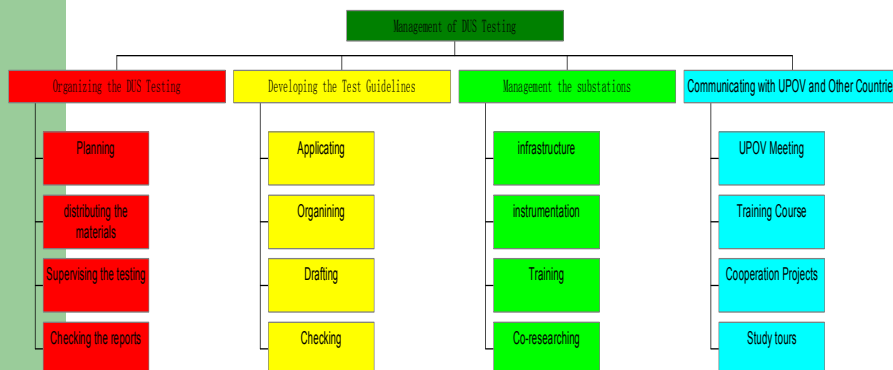 Management of DUS Testing
Organizing the DUS Testing
Developing the Test Guidelines
Management the substations
Communicating with UPOV and Other Countrie
Planning
distributing the
materials
Supervising the testing
Checking the reports
Applicating
Organining
Drafting
Checking
infrastructure
instrumentation
Training
Co-researching
UPOV Meeting
Training Course
Cooperation Projects
Study tours